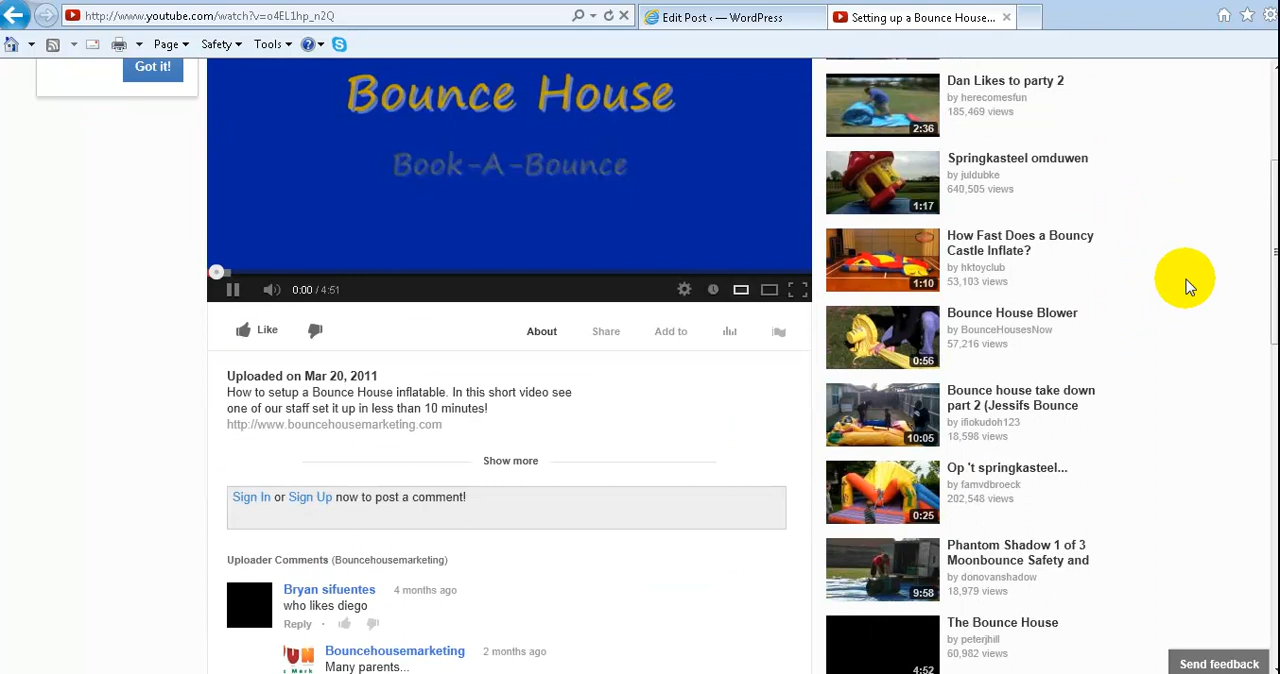 http://www.youtube.com/watch?v=o4EL1hp_n2Q
Edit Post ‹ — WordPress
Setting up a Bounce House...
Page
Safety
Tools
Got it!
Bounce House
Book-A-Bounce
0:00 / 4:51
Like
About
Share
Add to
Uploaded on Mar 20, 2011
How to setup a Bounce House inflatable. In this short video see
one of our staff set it up in less than 10 minutes!
http://www.bouncehousemarketing.com
Show more
Sign In or Sign Up now to post a comment!
Uploader Comments (Bouncehousemarketing)
Bryan sifuentes 4 months ago
who likes diego
Reply
UN
Bouncehousemarketing 2 months ago
Many parents...
Dan Likes to party 2
by herecomesfun
185,469 views
2:36
Springkasteel omduwen
by juldubke
640,505 views
1:17
How Fast Does a Bouncy
Castle Inflate?
by hktoyclub
53,103 views
1:10
Bounce House Blower
by BounceHousesNow
57,216 views
0:56
Bounce house take down
part 2 (Jessifs Bounce
by ifiokudoh123
18,598 views
10:05
Op 't springkasteel...
by famvdbroeck
202,548 views
0:25
Phantom Shadow 1 of 3
Moonbounce Safety and
by donovanshadow
18,979 views
9:58
The Bounce House
by peterjhill
60,982 views
4:52
Send feedback